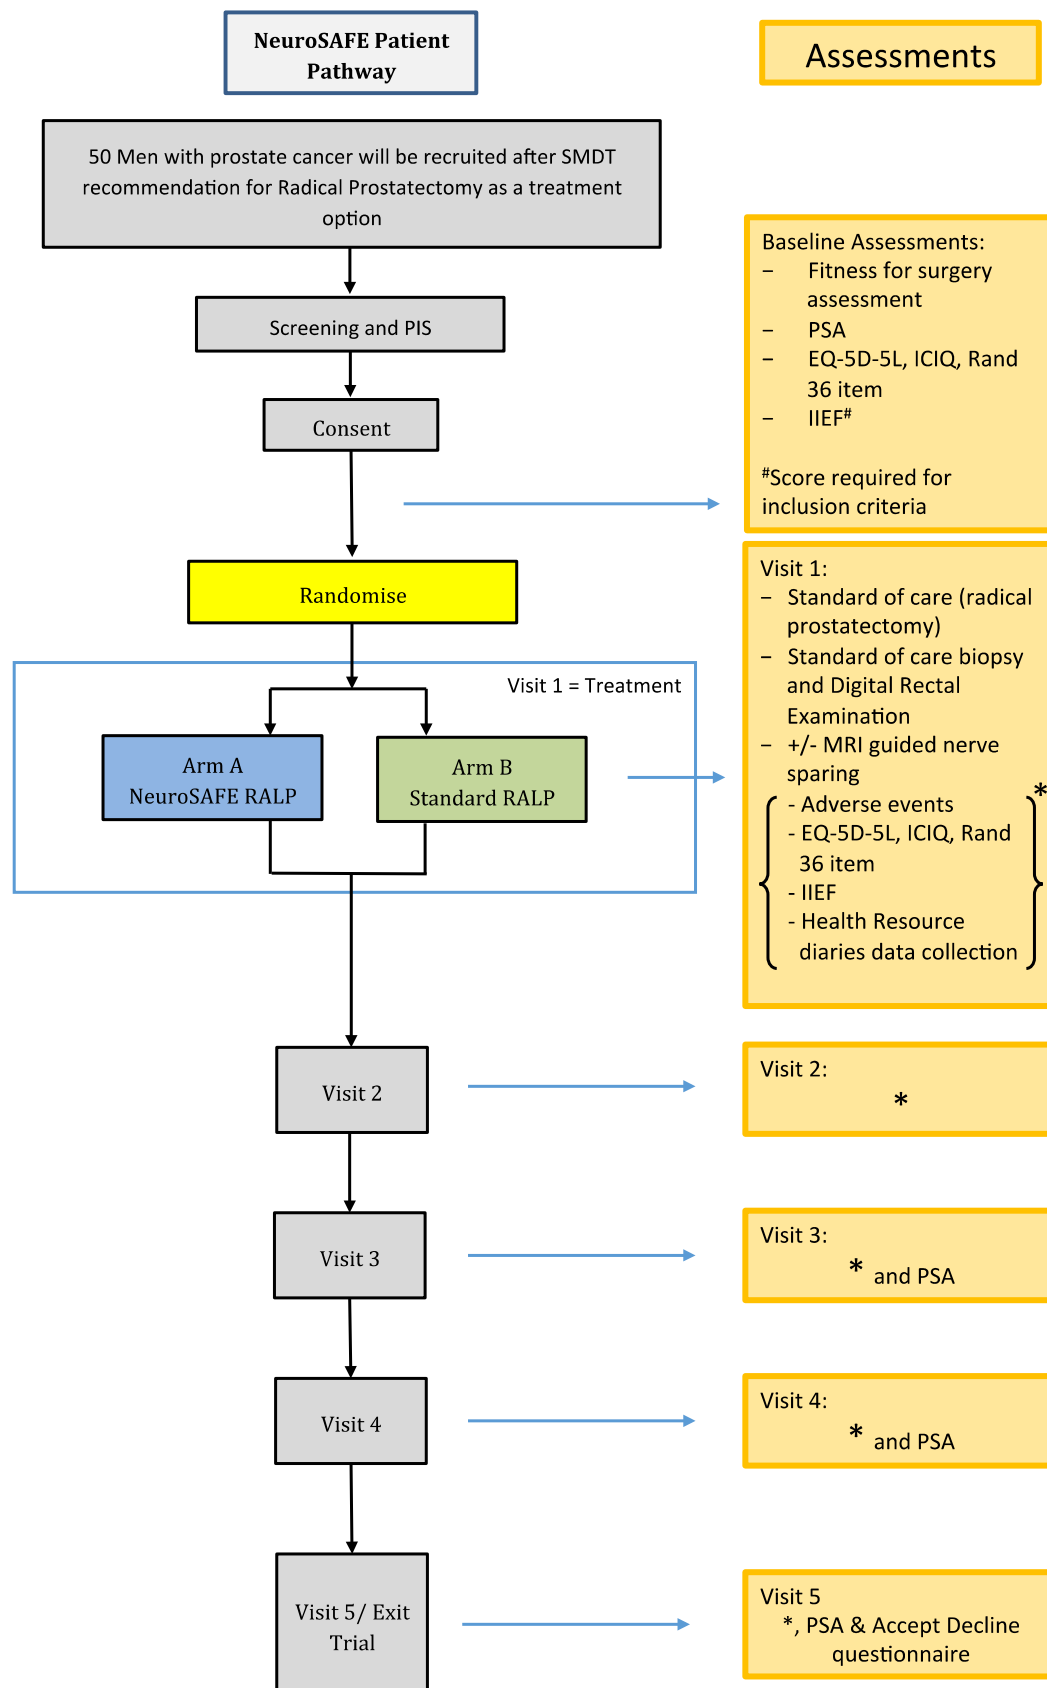 NeuroSAFE Patient
Pathway
Assessments
50 Men with prostate cancer will be recruited after SMDT
recommendation for Radical Prostatectomy as a treatment
option
Screening and PIS
Consent
Baseline Assessments:
– Fitness for surgery
assessment
– PSA
– EQ-5D-5L, ICIQ, Rand
36 item
– IIEF#
#Score required for
inclusion criteria
Randomise
Visit 1 = Treatment
Arm A
NeuroSAFE RALP
Arm B
Standard RALP
Visit 1:
– Standard of care (radical
prostatectomy)
– Standard of care biopsy
and Digital Rectal
Examination
– +/- MRI guided nerve
sparing
*
- Adverse events
- EQ-5D-5L, ICIQ, Rand
36 item
- IIEF
- Health Resource
diaries data collection
Visit 2
Visit 2:
*
Visit 3
Visit 3:
* and PSA
Visit 4
Visit 4:
* and PSA
Visit 5/ Exit
Trial
Visit 5
*, PSA & Accept Decline
questionnaire